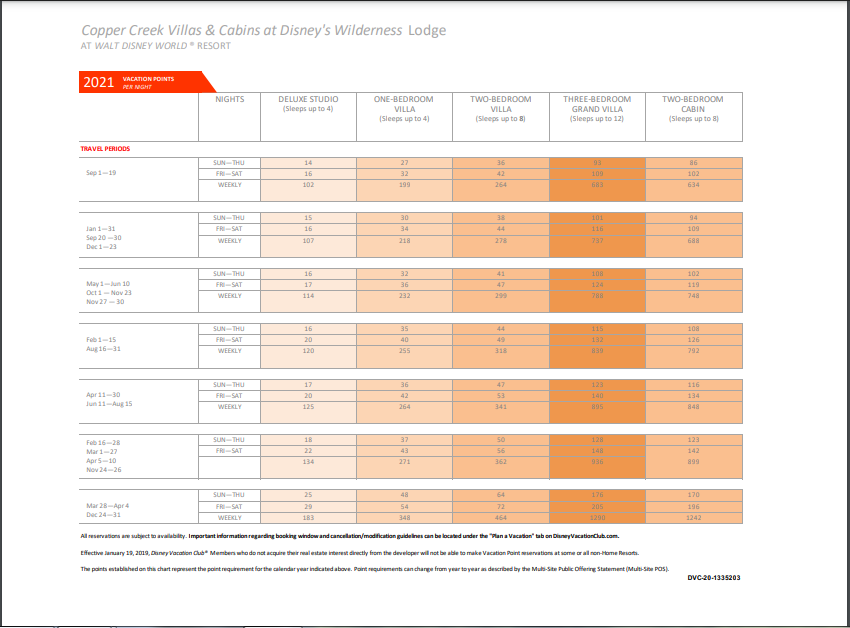 Copper Creek Villas & Cabins at Disney's Wilderness Lodge
AT WALT DISNEY WORLD ® RESORT
2021 VACATION POINTS
PER NIGHT
NIGHTS DELUXE STUDIO ONE-BEDROOM TWO-BEDROOM THREE-BEDROOM TWO-BEDROOM
(Sleeps up to 4) VILLA VILLA GRAND VILLA CABIN
(Sleeps up to 4) (Sleeps up to 8) (Sleeps up to 12) (Sleeps up to 8)
TRAVEL PERIODS
SUN—THU 14 27 36 93 86
Sep 1—19 FRI—SAT 16 32 42 109 102
WEEKLY 102 199 264 683 634
SUN—THU 15 30 38 101 94
Jan 1—31 FRI—SAT 16 34 44 116 109
Sep 20 —30 WEEKLY 107 218 278 737 688
Dec 1—23
SUN—THU 16 32 41 108 102
May 1—Jun 10 FRI—SAT 17 36 47 124 119
Oct 1 — Nov 23 WEEKLY 114 232 299 788 748
Nov 27 —30
SUN—THU 16 35 44 115 108
Feb 1—15 FRI—SAT 20 40 49 132 126
Aug 16—31 WEEKLY 120 255 318 839 792
SUN—THU 17 36 47 123 116
Apr 11—30 FRI—SAT 20 42 53 140 134
Jun 11—Aug 15 WEEKLY 125 264 341 895 848
Feb 16—28 SUN—THU 18 37 50 128 123
Mar 1—27 FRI—SAT 22 43 56 148 142
Apr 5—10 134 271 362 936 899
Nov 24—26
SUN—THU 25 48 64 176 170
Mar 28—Apr 4 FRI—SAT 29 54 72 205 196
Dec 24—31 WEEKLY 183 348 464 1290 1242
All reservations are subject to availability. Important information regarding booking window and cancellation/modification guidelines can be located under the "Plan a Vacation" tab on DisneyVacationClub.com.
Effective January 19, 2019, Disney Vacation Club® Members who do not acquire their real estate interest directly from the developer will not be able to make Vacation Point reservations at some or all non-Home Resorts.
The points established on this chart represent the point requirement for the calendar year indicated above. Point requirements can change from year to year as described by the Multi-Site Public Offering Statement (Multi-Site POS).
DVC-20-1335203